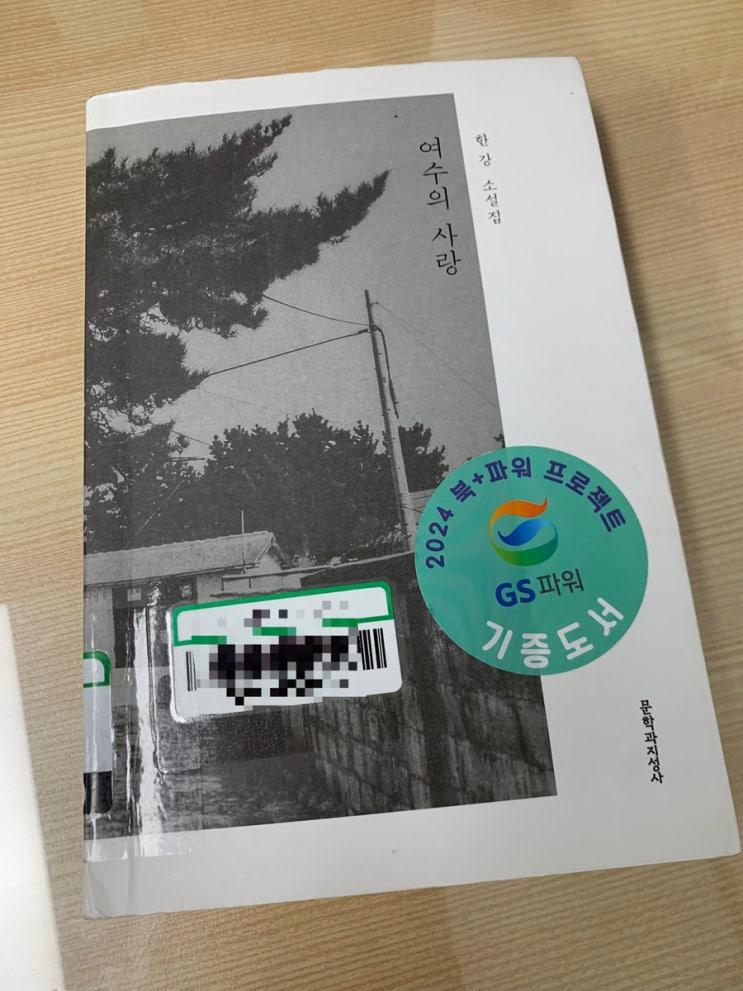 여수의 사랑
한 강 소설집
2024 북+파워 프로젝트
GS파워
기증도서
문학과지성사